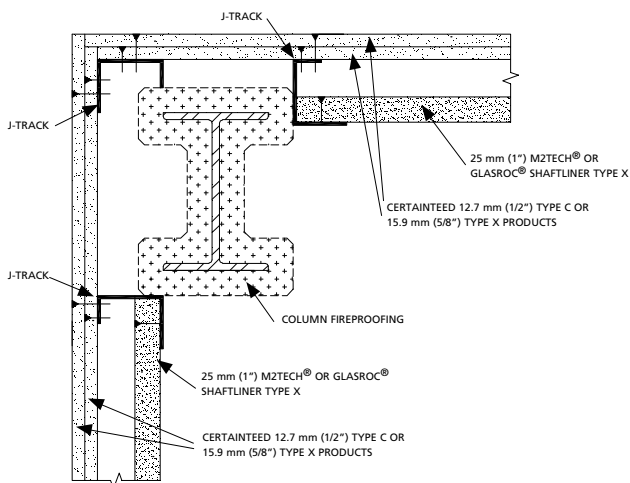 J-TRACK
J-TRACK
25 mm (1") M2TECH® OR
GLASROC® SHAFTLINER TYPE X
CERTAINTEED 12.7 mm (1/2") TYPE C OR
15.9 mm (5/8") TYPE X PRODUCTS
J-TRACK
COLUMN FIREPROOFING
25 mm (1") M2TECH® OR GLASROC®
SHAFTLINER TYPE X
CERTAINTEED 12.7 mm (1/2") TYPE C OR
15.9 mm (5/8") TYPE X PRODUCTS